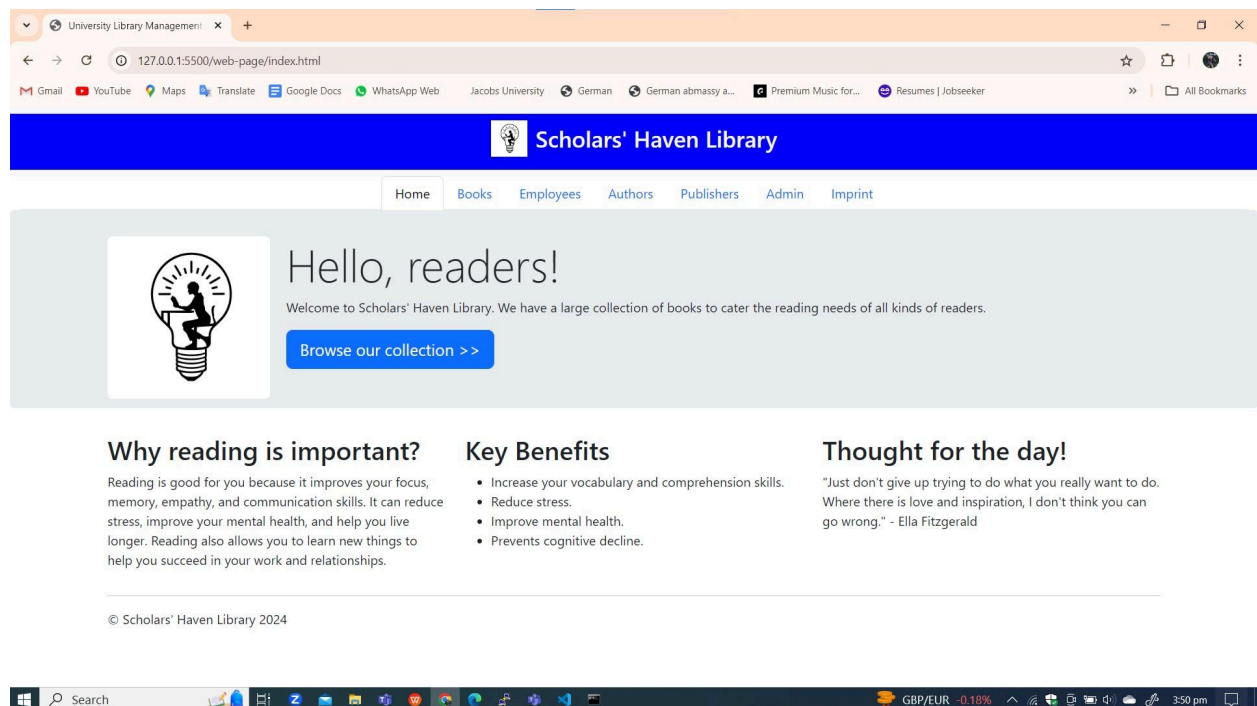 University Library Management
127.0.0.1:5500/web-page/index.html
Gmail YouTube Maps Translate Google Docs WhatsApp Web Jacobs University German German abmassy a... Premium Music for... Resumes | Jobseeker » All Bookmarks
Scholars' Haven Library
Home Books Employees Authors Publishers Admin Imprint
Hello, readers!
Welcome to Scholars' Haven Library. We have a large collection of books to cater the reading needs of all kinds of readers.
Browse our collection >>
Why reading is important?
Reading is good for you because it improves your focus,
memory, empathy, and communication skills. It can reduce
stress, improve your mental health, and help you live
longer. Reading also allows you to learn new things to
help you succeed in your work and relationships.
Key Benefits
• Increase your vocabulary and comprehension skills.
• Reduce stress.
• Improve mental health.
• Prevents cognitive decline.
Thought for the day!
"Just don't give up trying to do what you really want to do.
Where there is love and inspiration, I don't think you can
go wrong." - Ella Fitzgerald
© Scholars' Haven Library 2024
Search GBP/EUR -0.18% 3:50 pm